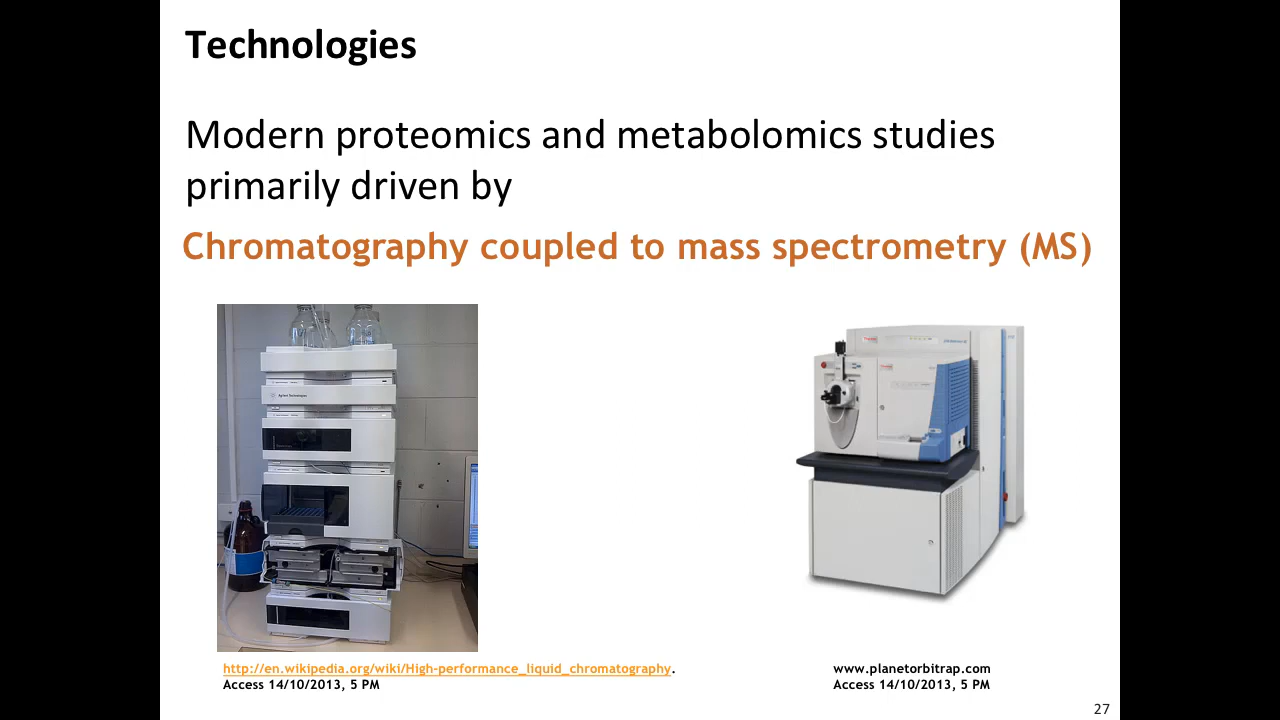 Technologies
Modern proteomics and metabolomics studies
primarily driven by
Chromatography coupled to mass spectrometry (MS)
http://en.wikipedia.org/wiki/High-performance_liquid_chromatography.
Access 14/10/2013, 5 PM
www.planetorbitrap.com
Access 14/10/2013, 5 PM
27